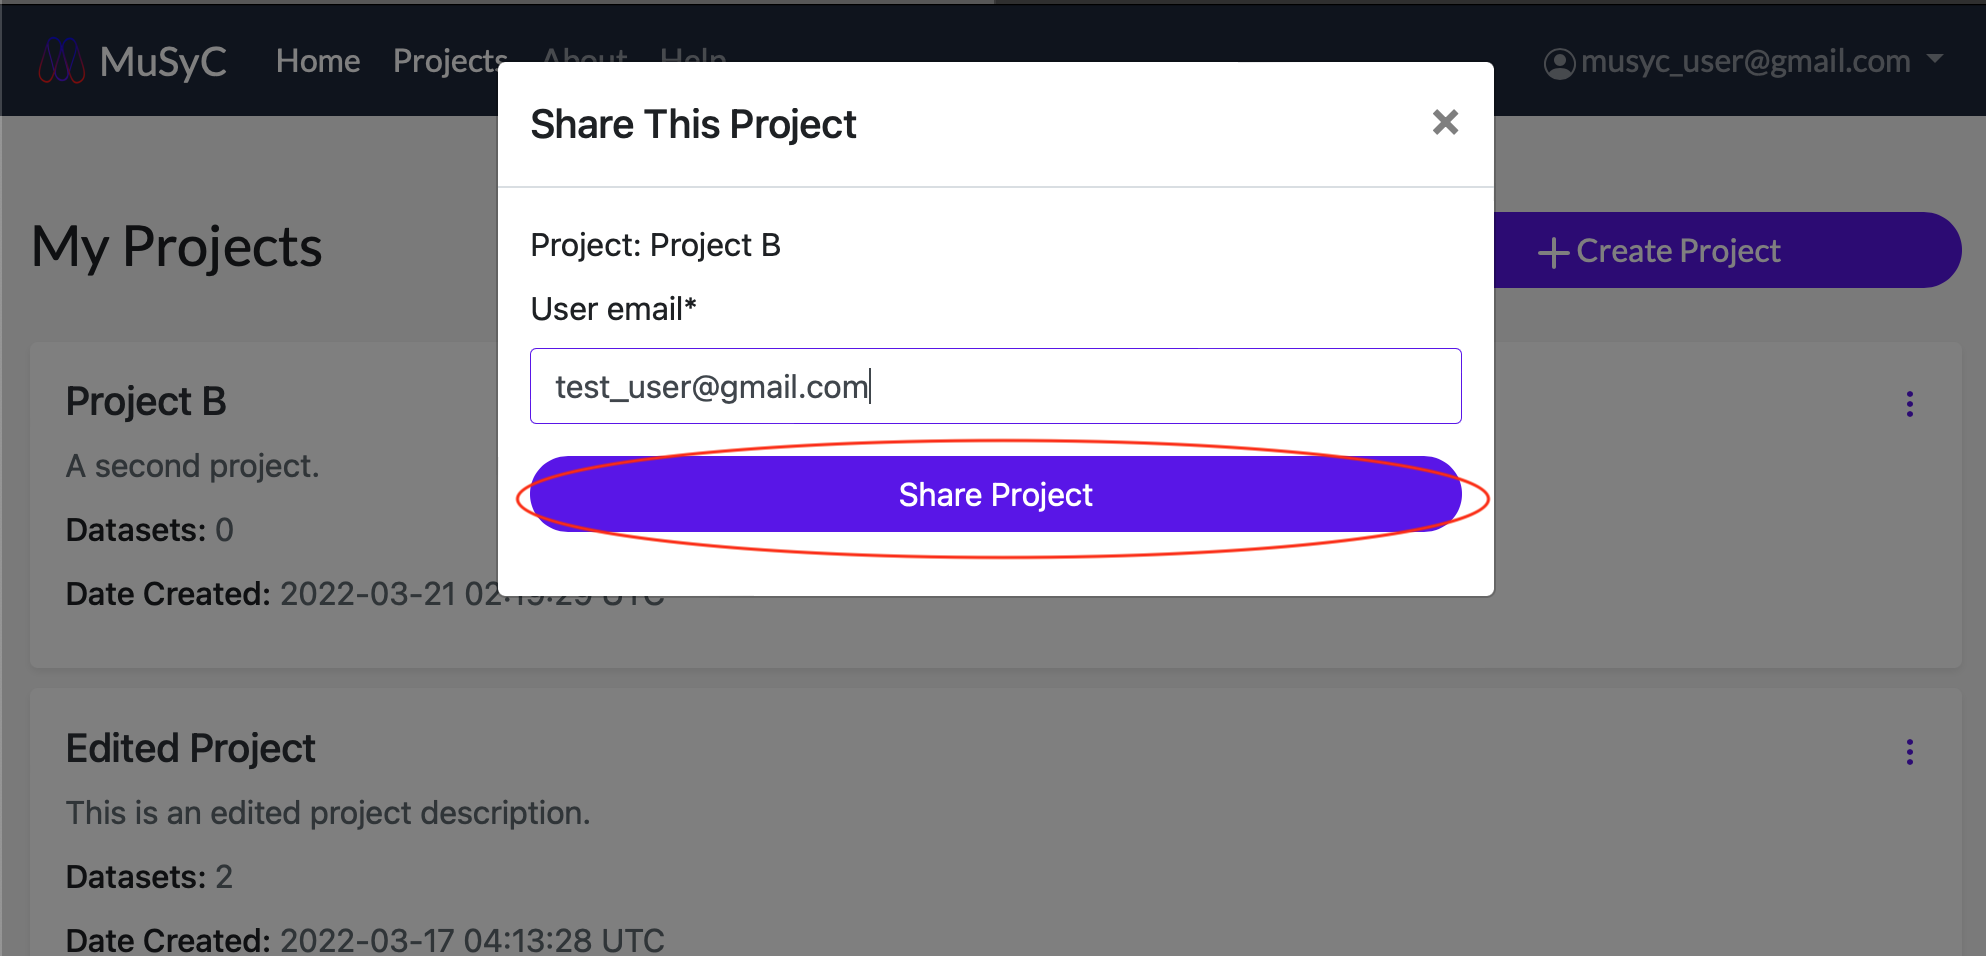 MuSyC Home Projects About Help musyc_user@gmail.com
Share This Project
My Projects
Create Project
Project: Project B
User email*
test_user@gmail.com
Share Project
Project B
A second project.
Datasets: 0
Date Created: 2022-03-21 02:19:29 UTC
Edited Project
This is an edited project description.
Datasets: 2
Date Created: 2022-03-17 04:13:28 UTC